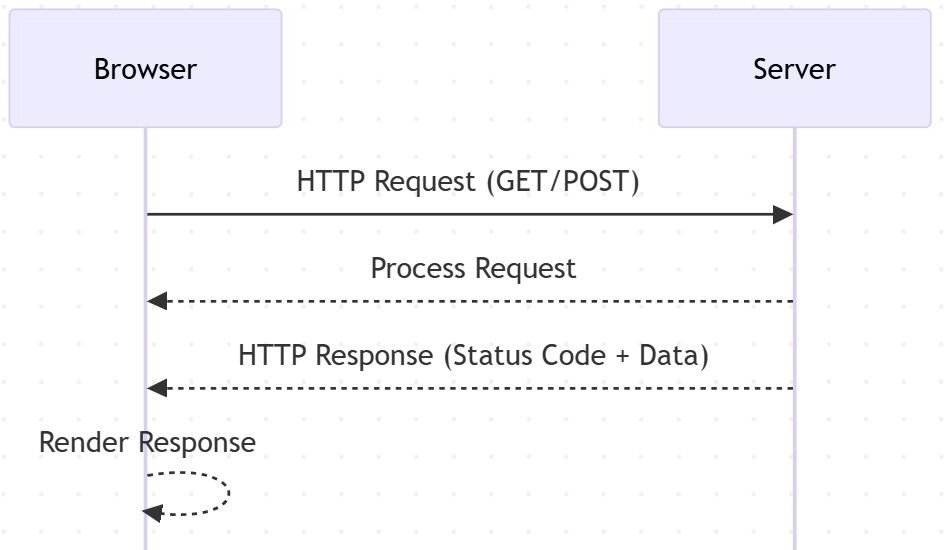 Browser
Server
HTTP Request (GET/POST)
Process Request
HTTP Response (Status Code + Data)
Render Response